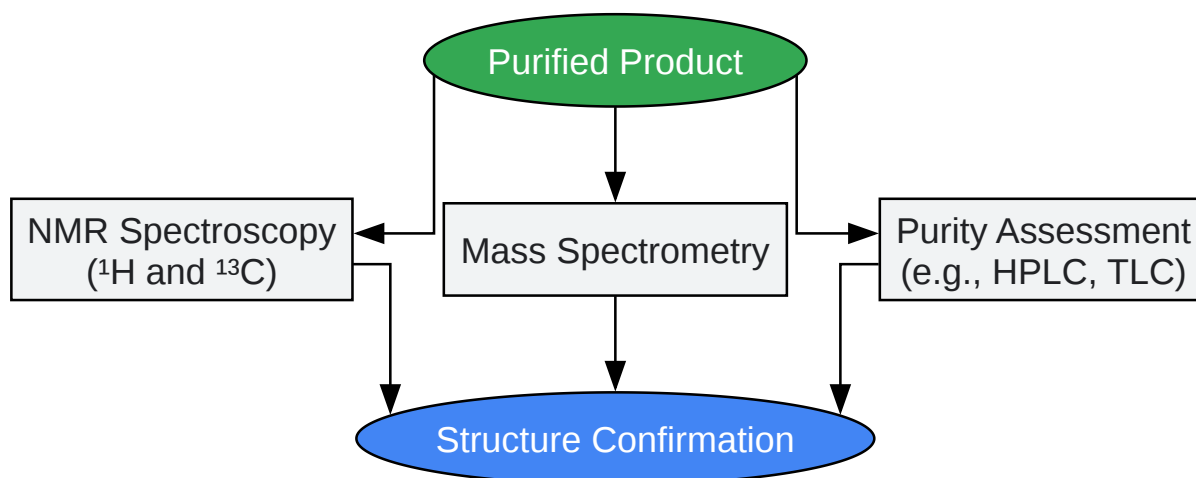 Purified Product
NMR Spectroscopy
(¹H and ¹³C)
Mass Spectrometry
Purity Assessment
(e.g., HPLC, TLC)
Structure Confirmation